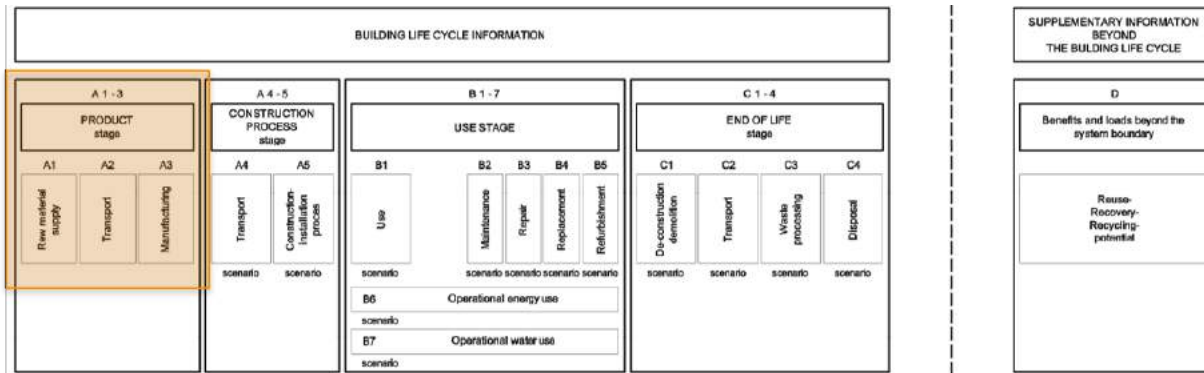 BUILDING LIFE CYCLE INFORMATION
SUPPLEMENTARY INFORMATION
BEYOND
THE BULDING LIFE CYCLE
A 1 - 3
PRODUCT
stage
A1
A2
A3
Raw material
supply
Transport
Manufacturing
A 4 - 5
CONSTRUCTION
PROCESS
stage
A4
A5
Transport
Construction-
installation
proces
scenario
scenario
B 1 - 7
USE STAGE
B1
B2
B3
B4
B5
Use
Maintenance
Repair
Replacement
Refurbishment
scenario
scenario
scenario
scenario
scenario
B6
Operational energy use
scenario
B7
Operational water use
scenario
C 1 - 4
END OF LIFE
stage
C1
C2
C3
C4
De-construction
demolition
Transport
Waste
processing
Disposal
scenario
scenario
scenario
scenario
D
Benefits and loads beyond the
system boundary
Reuse-
Recovery-
Recycling-
potential